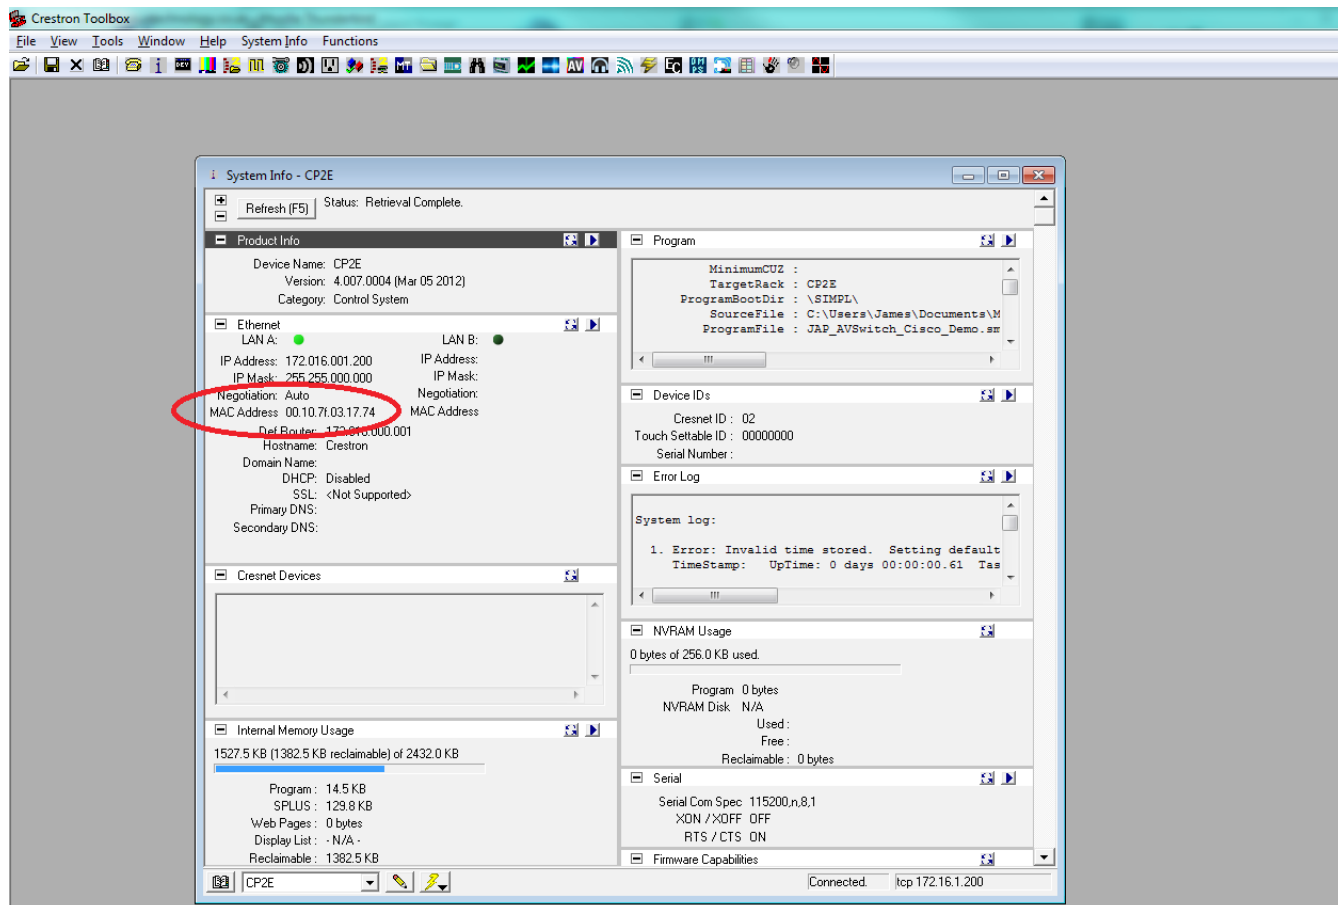 Crestron Toolbox
File View Tools Window Help System Info Functions
System Info - CP2E
Refresh (F5) Status: Retrieval Complete.
Product Info
Device Name: CP2E
Version: 4.007.0004 (Mar 05 2012)
Category: Control System
Ethernet
LAN A: LAN B:
IP Address: 172.016.001.200 IP Address:
IP Mask: 255.255.000.000 IP Mask:
Negotiation: Auto Negotiation:
MAC Address 00.10.7f.03.17.74 MAC Address
Def Router: 172.016.000.001
Hostname: Crestron
Domain Name:
DHCP: Disabled
SSL: <Not Supported>
Primary DNS:
Secondary DNS:
Cresnet Devices
Internal Memory Usage
1527.5 KB (1382.5 KB reclaimable) of 2432.0 KB
Program : 14.5 KB
SPLUS : 129.8 KB
Web Pages : 0 bytes
Display List : - N/A -
Reclaimable : 1382.5 KB
Program
MinimumCUZ :
TargetRack : CP2E
ProgramBootDir : \SIMPL\
SourceFile : C:\Users\James\Documents\M
ProgramFile : JAP_AVSwitch_Cisco_Demo.sm
Device IDs
Cresnet ID : 02
Touch Settable ID : 00000000
Serial Number :
Error Log
System log:
1. Error: Invalid time stored. Setting default
TimeStamp: UpTime: 0 days 00:00:00.61 Tas
NVRAM Usage
0 bytes of 256.0 KB used.
Program 0 bytes
NVRAM Disk N/A
Used :
Free :
Reclaimable : 0 bytes
Serial
Serial Com Spec 115200,n,8,1
XON / XOFF OFF
RTS / CTS ON
Firmware Capabilities
CP2E Connected. tcp 172.16.1.200